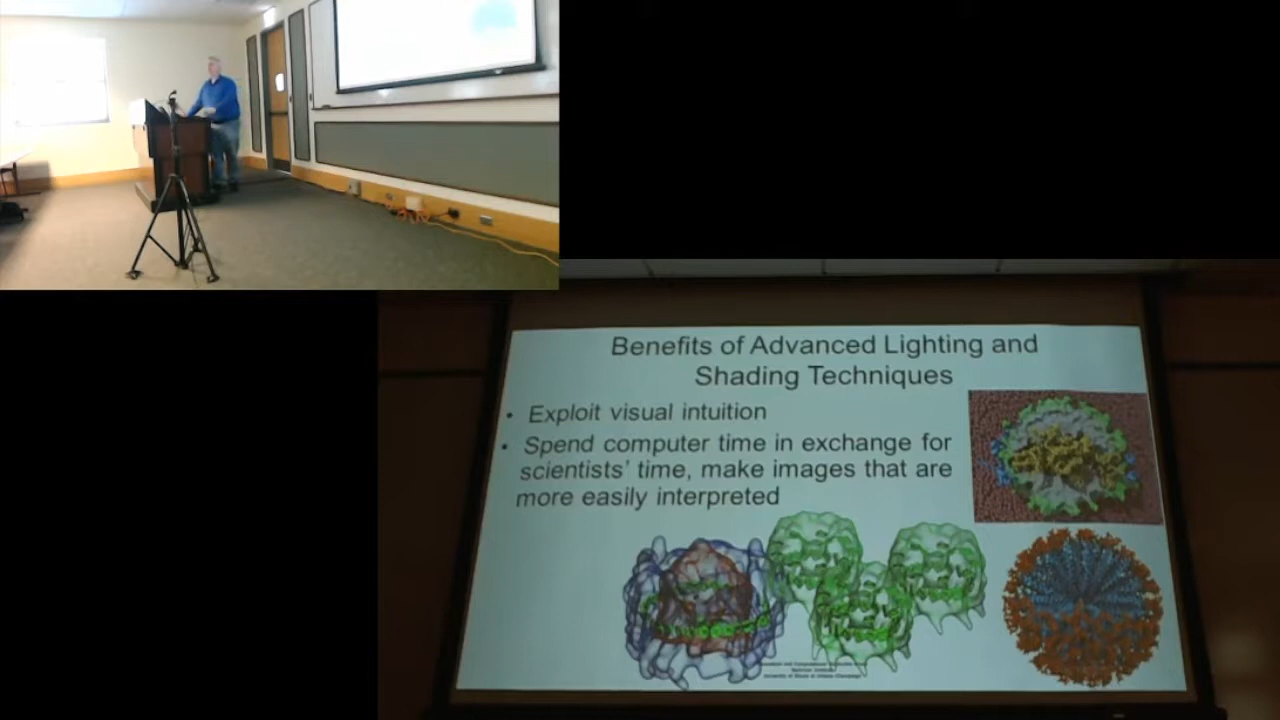 Benefits of Advanced Lighting and
Shading Techniques
• Exploit visual intuition
• Spend computer time in exchange for
scientists' time, make images that are
more easily interpreted